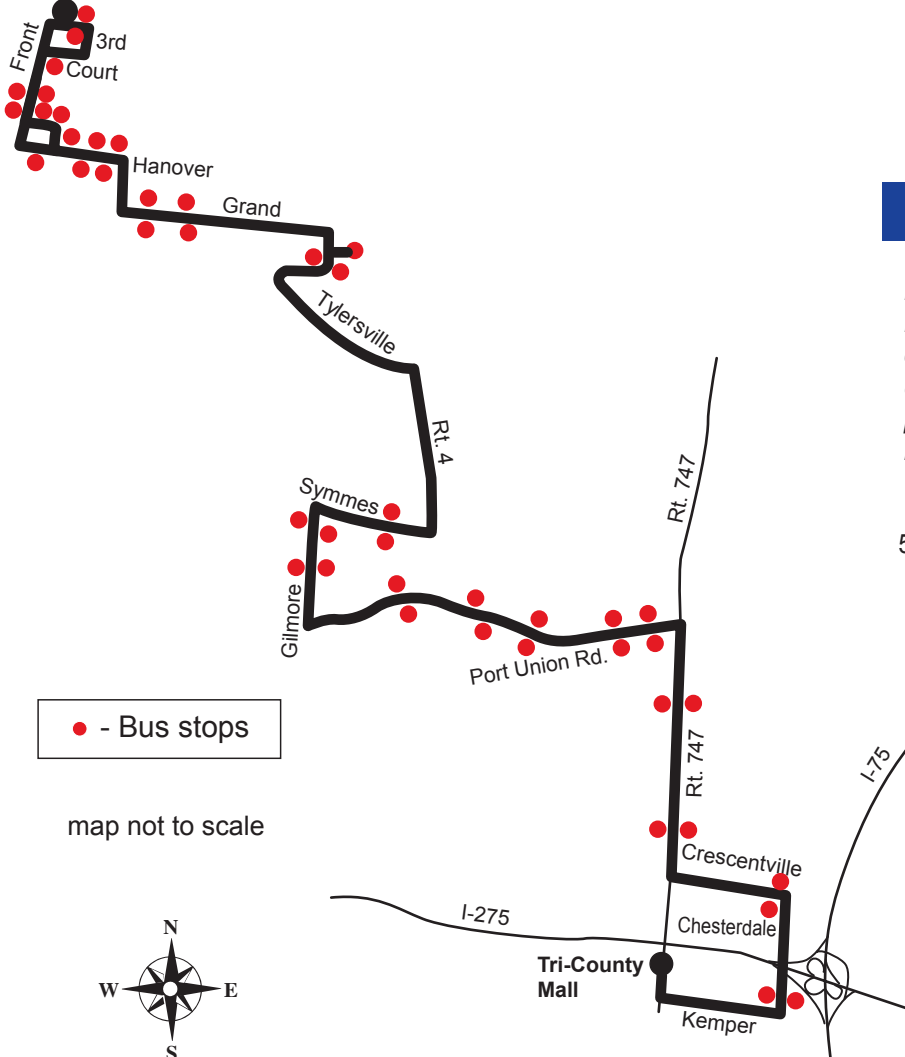 Front
3rd
Court
Hanover
Grand
Tylersville
Rt. 4
Rt. 747
Symmes
5
Gilmore
Port Union Rd.
- Bus stops
Rt. 747
I-75
map not to scale
Crescentville
I-275
Chesterdale
Tri-County
Mall
Kemper
N
W
E
S